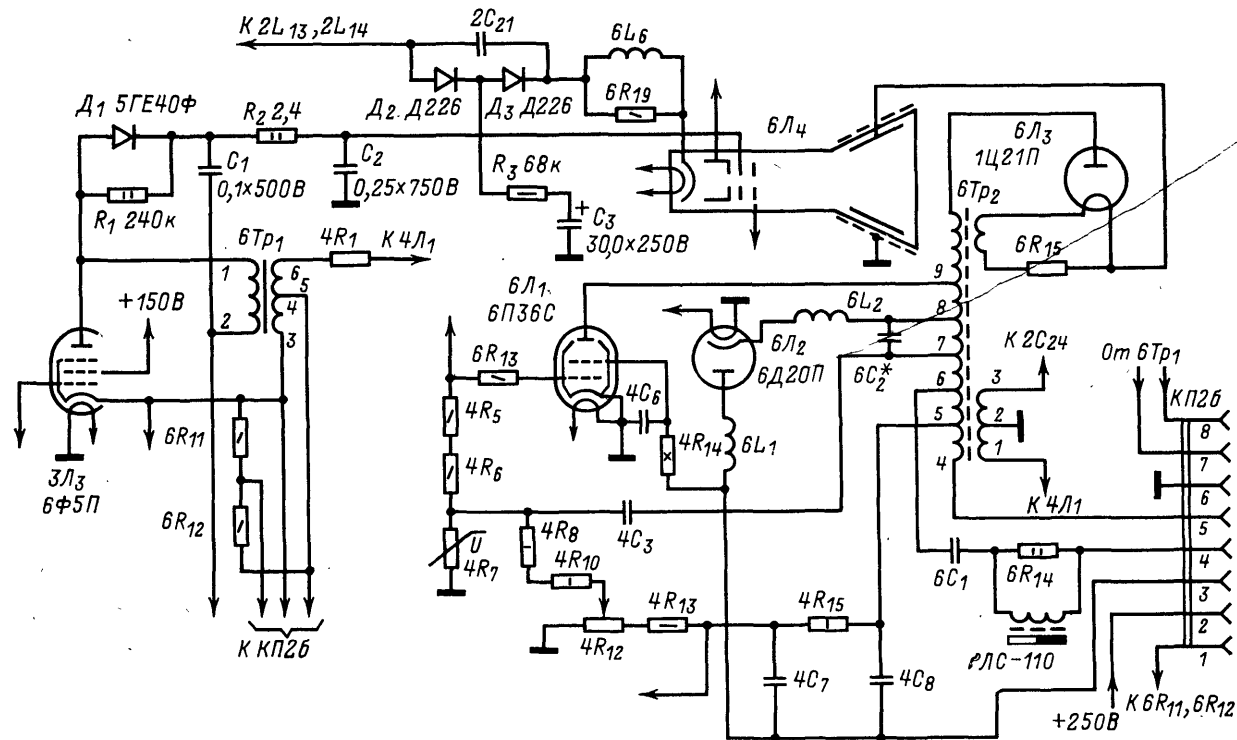 К 2L13, 2L14
2C21
6L6
Д1 5ГЕ40Ф
R2 2,4
Д2 Д226
Д3 Д226
6R19
6Л4
6Л3
1Ц21П
C1
0,1×500В
C2
0,25×750В
R3 68к
+
C3
30,0×250В
R1 240к
6Тр2
6R15
6Тр1
4R1
К 4Л1
1
2
6
5
4
3
+150В
6Л1
6П36С
6L2
9
8
7
6
5
4
6Л2
6Д20П
6C2*
К 2C24
От 6Тр1
КП2б
6R13
4C6
3
2
1
4R5
4R14
6L1
6R11
3Л3
6Ф5П
4R6
К 4Л1
6R12
4C3
U
4R7
4R8
4R10
6C1
6R14
8
7
6
5
4
3
2
1
4R13
4R15
4R12
К КП2б
РЛС-110
4C7
4C8
+250В
К 6R11, 6R12